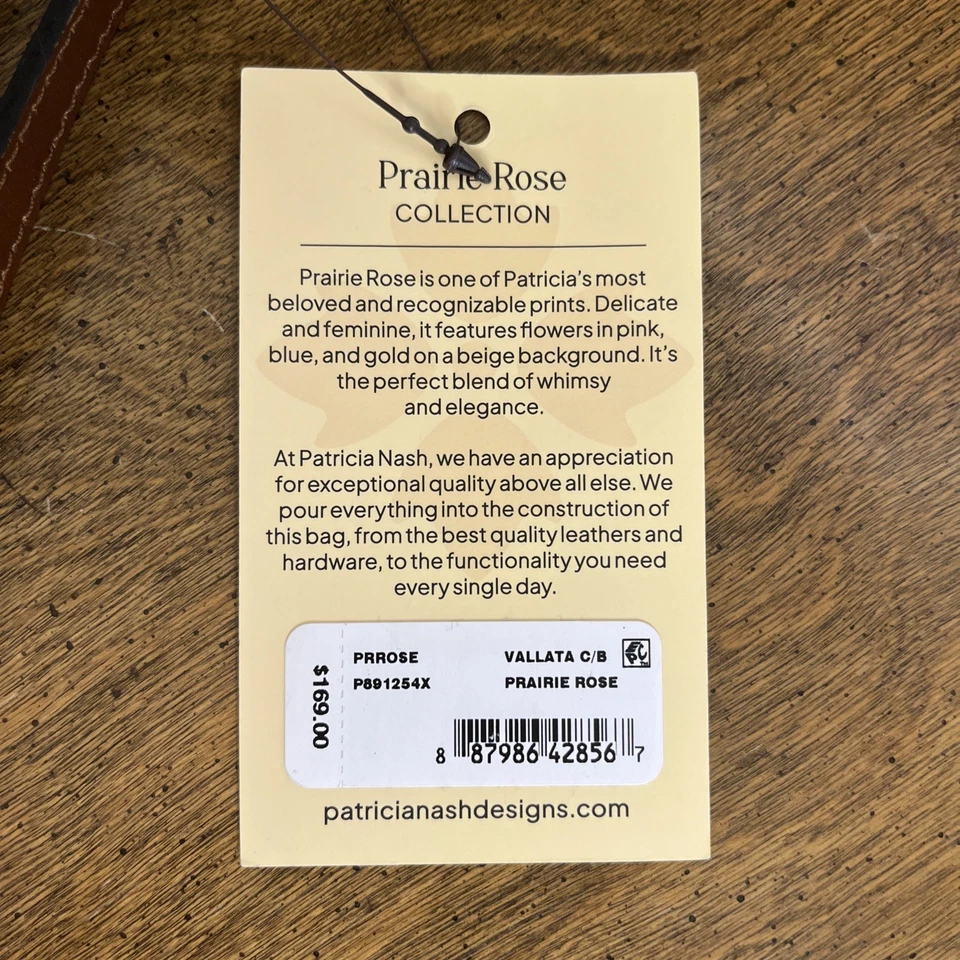 Prairie Rose
COLLECTION
Prairie Rose is one of Patricia's most
beloved and recognizable prints. Delicate
and feminine, it features flowers in pink,
blue, and gold on a beige background. It's
the perfect blend of whimsy
and elegance.
At Patricia Nash, we have an appreciation
for exceptional quality above all else. We
pour everything into the construction of
this bag, from the best quality leathers and
hardware, to the functionality you need
every single day.
$169.00
PRROSE VALLATA C/B
P891254X PRAIRIE ROSE
8 87986 42856 7
patricianashdesigns.com